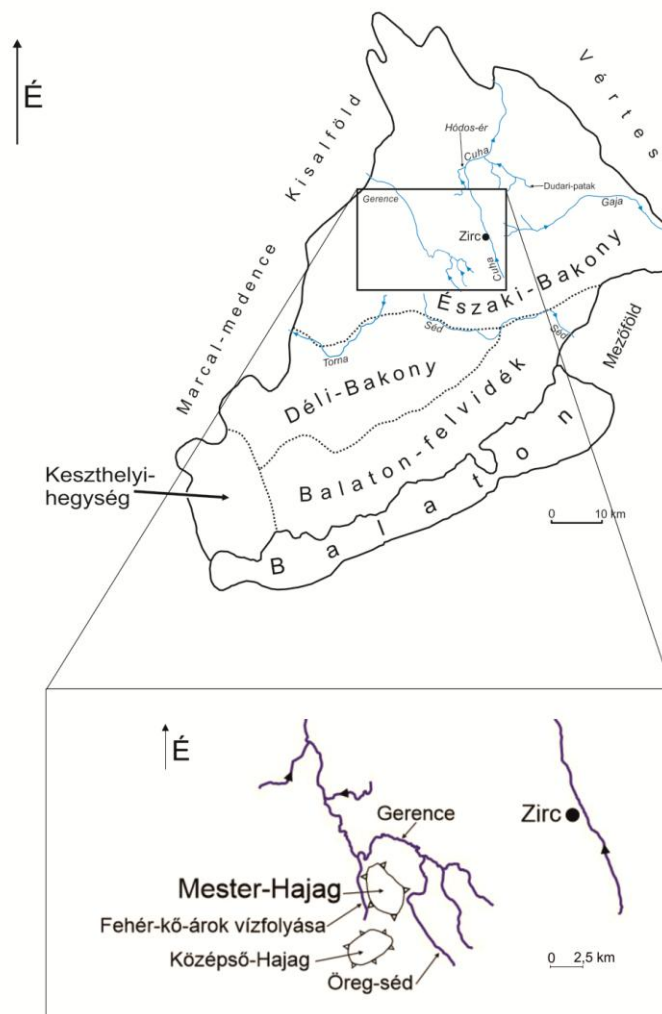 É
Kisalföld
Vértes
Hódos-ér
Cuha
Dudari-patak
Gerence
Gaja
Zirc
Cuha
Északi-Bakony
Marcal-medence
Séd
Séd
Torna
Mezőföld
Déli-Bakony
Balaton-felvidék
Keszthelyi-
hegység
Balaton
0 10 km
É
Gerence
Zirc
Mester-Hajag
Fehér-kő-árok vízfolyása
Középső-Hajag
Öreg-séd
0 2,5 km